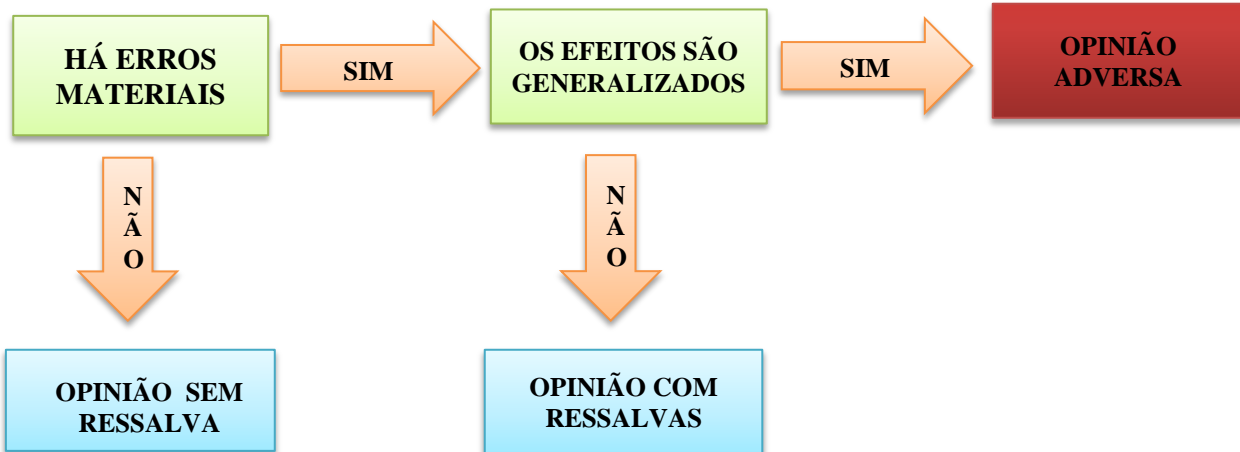 HÁ ERROS
MATERIAIS
SIM
OS EFEITOS SÃO
GENERALIZADOS
SIM
OPINIÃO
ADVERSA
N
Ã
O
N
Ã
O
OPINIÃO SEM
RESSALVA
OPINIÃO COM
RESSALVAS